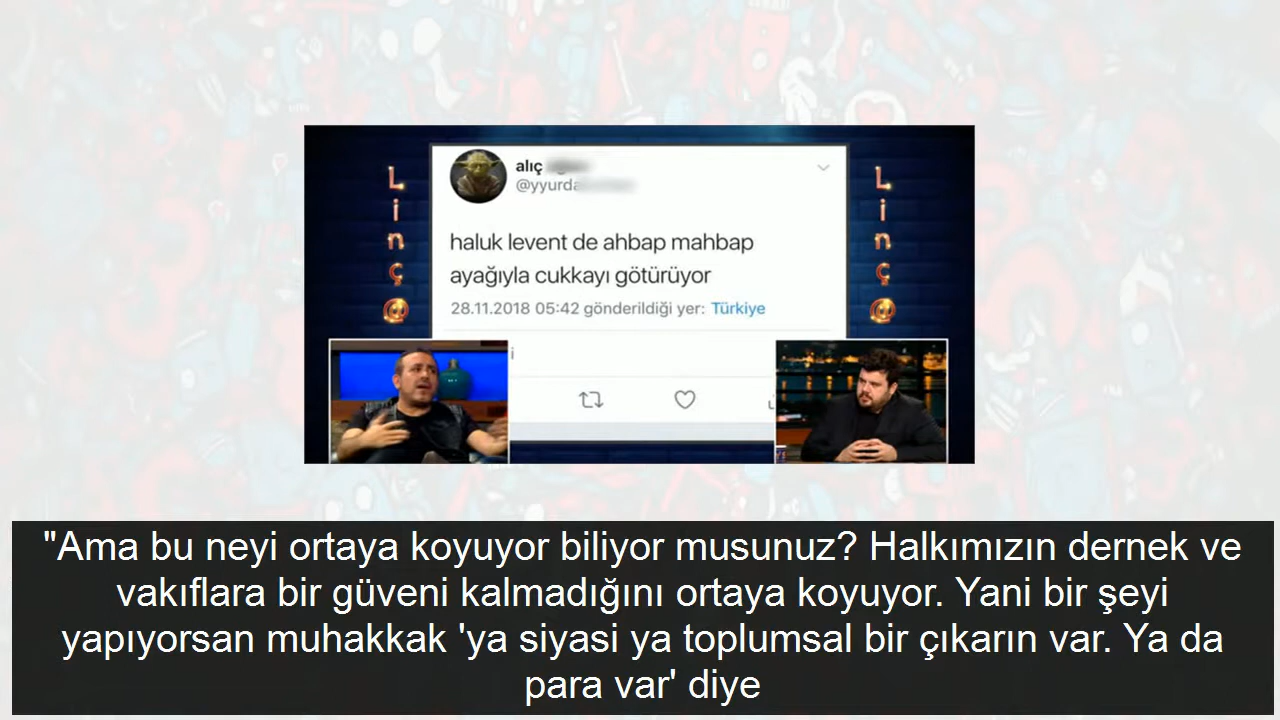 Linç@
Linç@
alıç
@yyurda
haluk levent de ahbap mahbap
ayağıyla cukkayı götürüyor
28.11.2018 05:42 gönderildiği yer: Türkiye
"Ama bu neyi ortaya koyuyor biliyor musunuz? Halkımızın dernek ve
vakıflara bir güveni kalmadığını ortaya koyuyor. Yani bir şeyi
yapıyorsan muhakkak 'ya siyasi ya toplumsal bir çıkarın var. Ya da
para var' diye